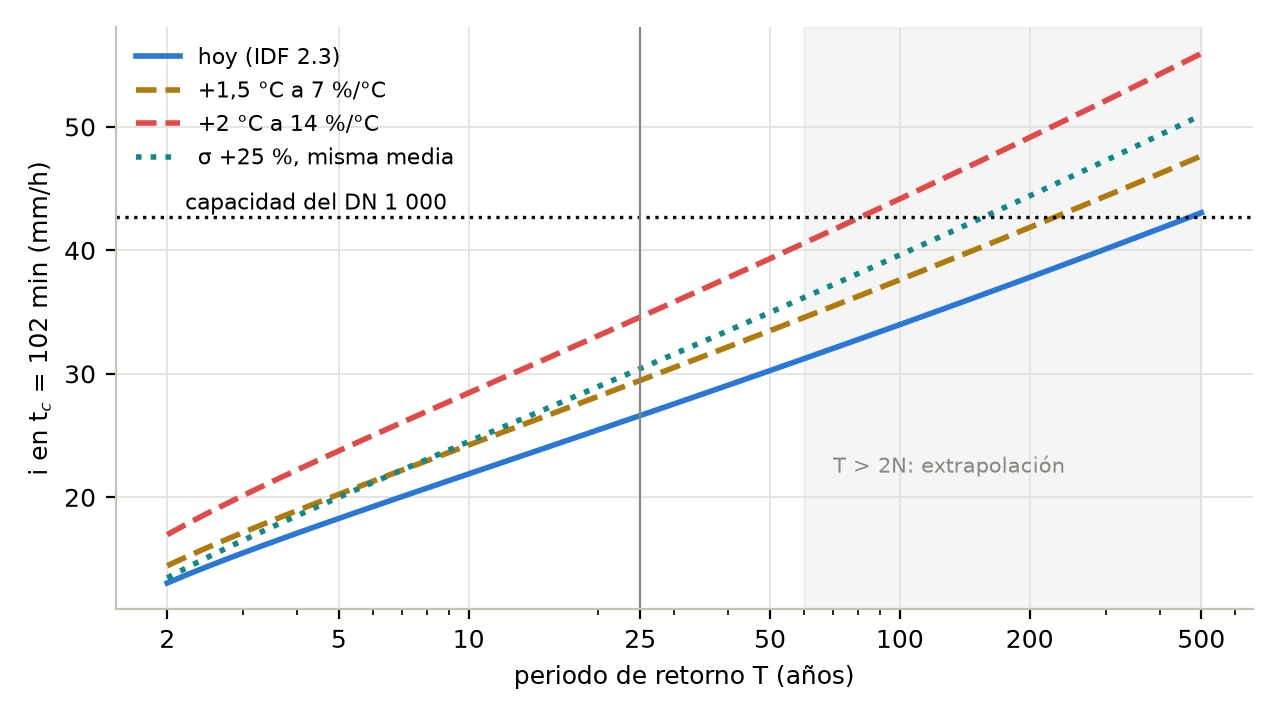 hoy (IDF 2.3)
+1,5 °C a 7 %/°C
+2 °C a 14 %/°C
σ +25 %, misma media
capacidad del DN 1 000
T > 2N: extrapolación
i en t_c = 102 min (mm/h)
50
40
30
20
2 5 10 25 50 100 200 500
periodo de retorno T (años)